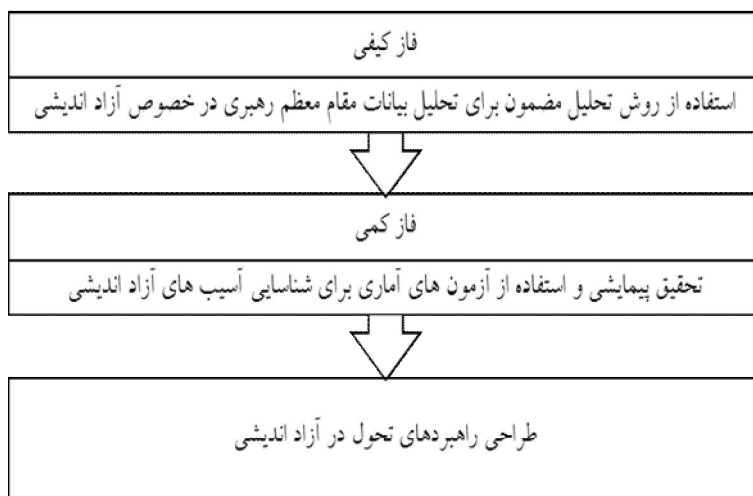 فاز کیفی
استفاده از روش تحلیل مضمون برای تحلیل بیانات مقام معظم رهبری در خصوص آزاد اندیشی
فاز کمی
تحقیق پیمایشی و استفاده از آزمون های آماری برای شناسایی آسیب های آزاد اندیشی
طراحی راهبردهای تحول در آزاد اندیشی